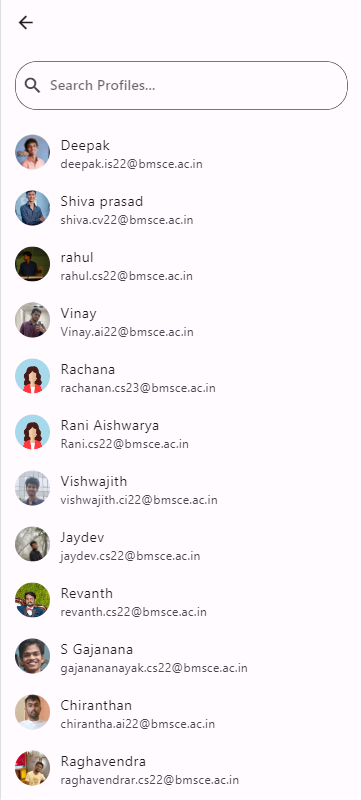 Search Profiles...
Deepak
deepak.is22@bmsce.ac.in
Shiva prasad
shiva.cv22@bmsce.ac.in
rahul
rahul.cs22@bmsce.ac.in
Vinay
Vinay.ai22@bmsce.ac.in
Rachana
rachanan.cs23@bmsce.ac.in
Rani Aishwarya
Rani.cs22@bmsce.ac.in
Vishwajith
vishwajith.ci22@bmsce.ac.in
Jaydev
jaydev.cs22@bmsce.ac.in
Revanth
revanth.cs22@bmsce.ac.in
S Gajanana
gajanananayak.cs22@bmsce.ac.in
Chiranthan
chirantha.ai22@bmsce.ac.in
Raghavendra
raghavendrar.cs22@bmsce.ac.in